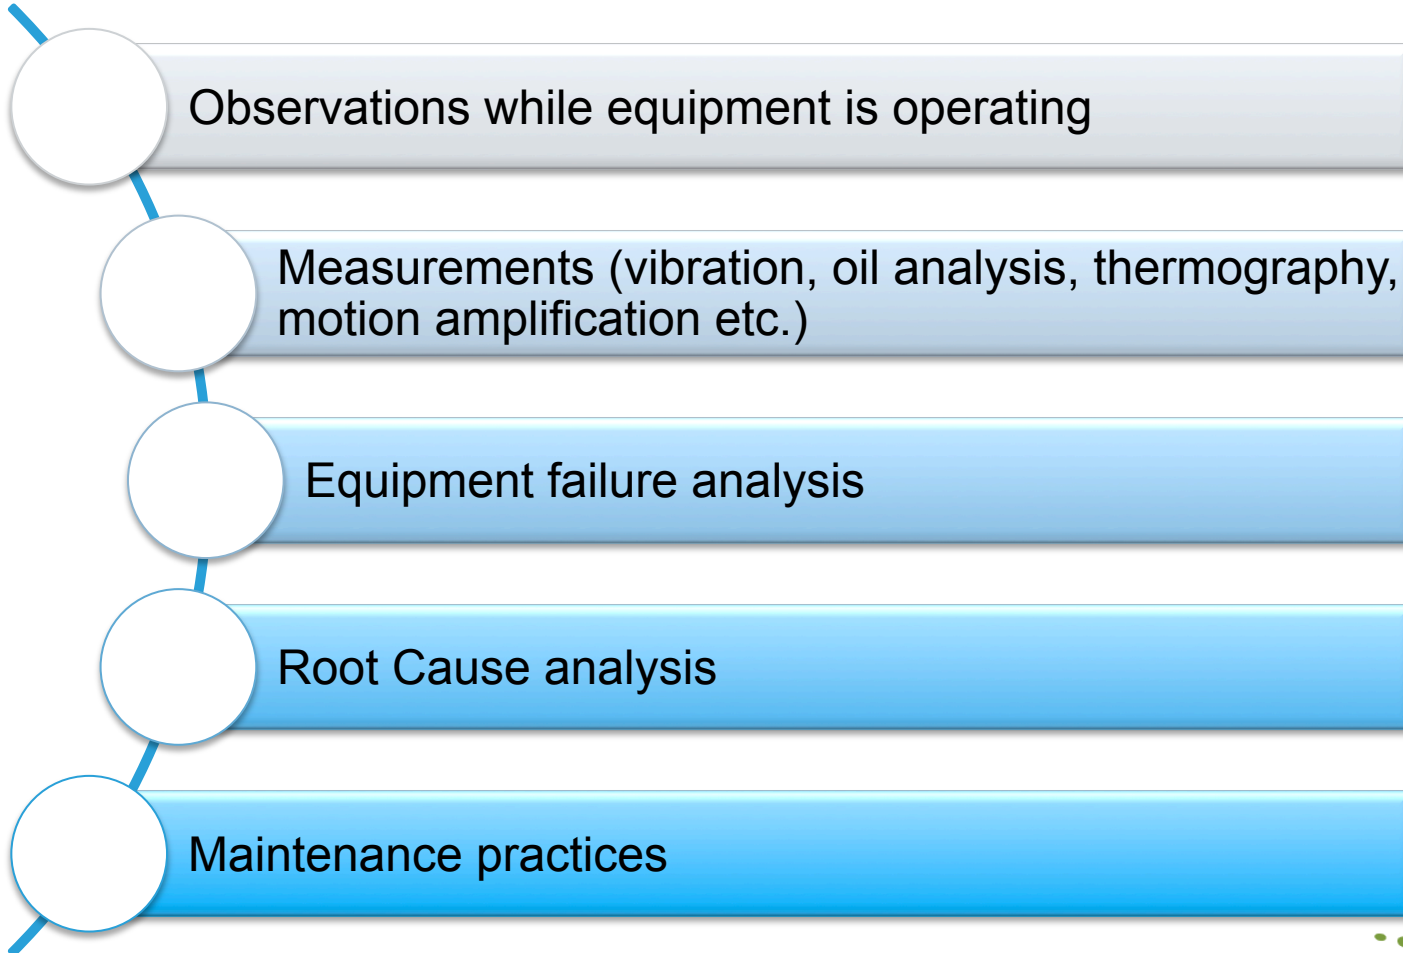 Observations while equipment is operating
Measurements (vibration, oil analysis, thermography,
motion amplification etc.)
Equipment failure analysis
Root Cause analysis
Maintenance practices